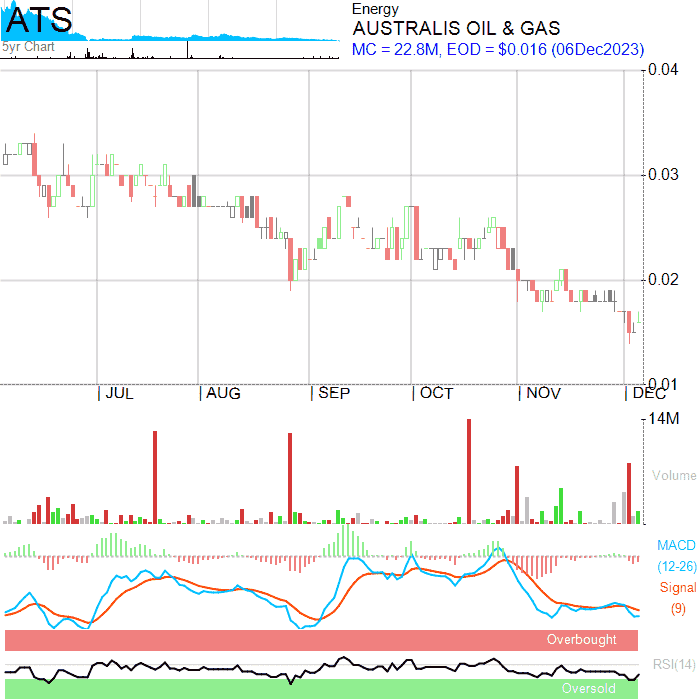 ATS
5yr Chart
Energy
AUSTRALIS OIL & GAS
MC = 22.8M, EOD = $0.016 (06Dec2023)
0.04
0.03
0.02
0.01
| JUL
| AUG
| SEP
| OCT
| NOV
| DEC
14M
Volume
MACD
(12-26)
Signal
(9)
Overbought
RSI(14)
Oversold